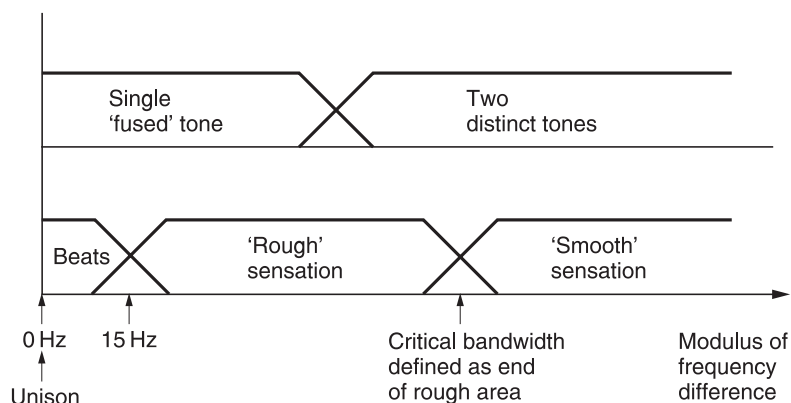 Single
‘fused’ tone
Two
distinct tones
Beats
‘Rough’
sensation
‘Smooth’
sensation
0 Hz
15 Hz
Unison
Critical bandwidth
defined as end
of rough area
Modulus of
frequency
difference